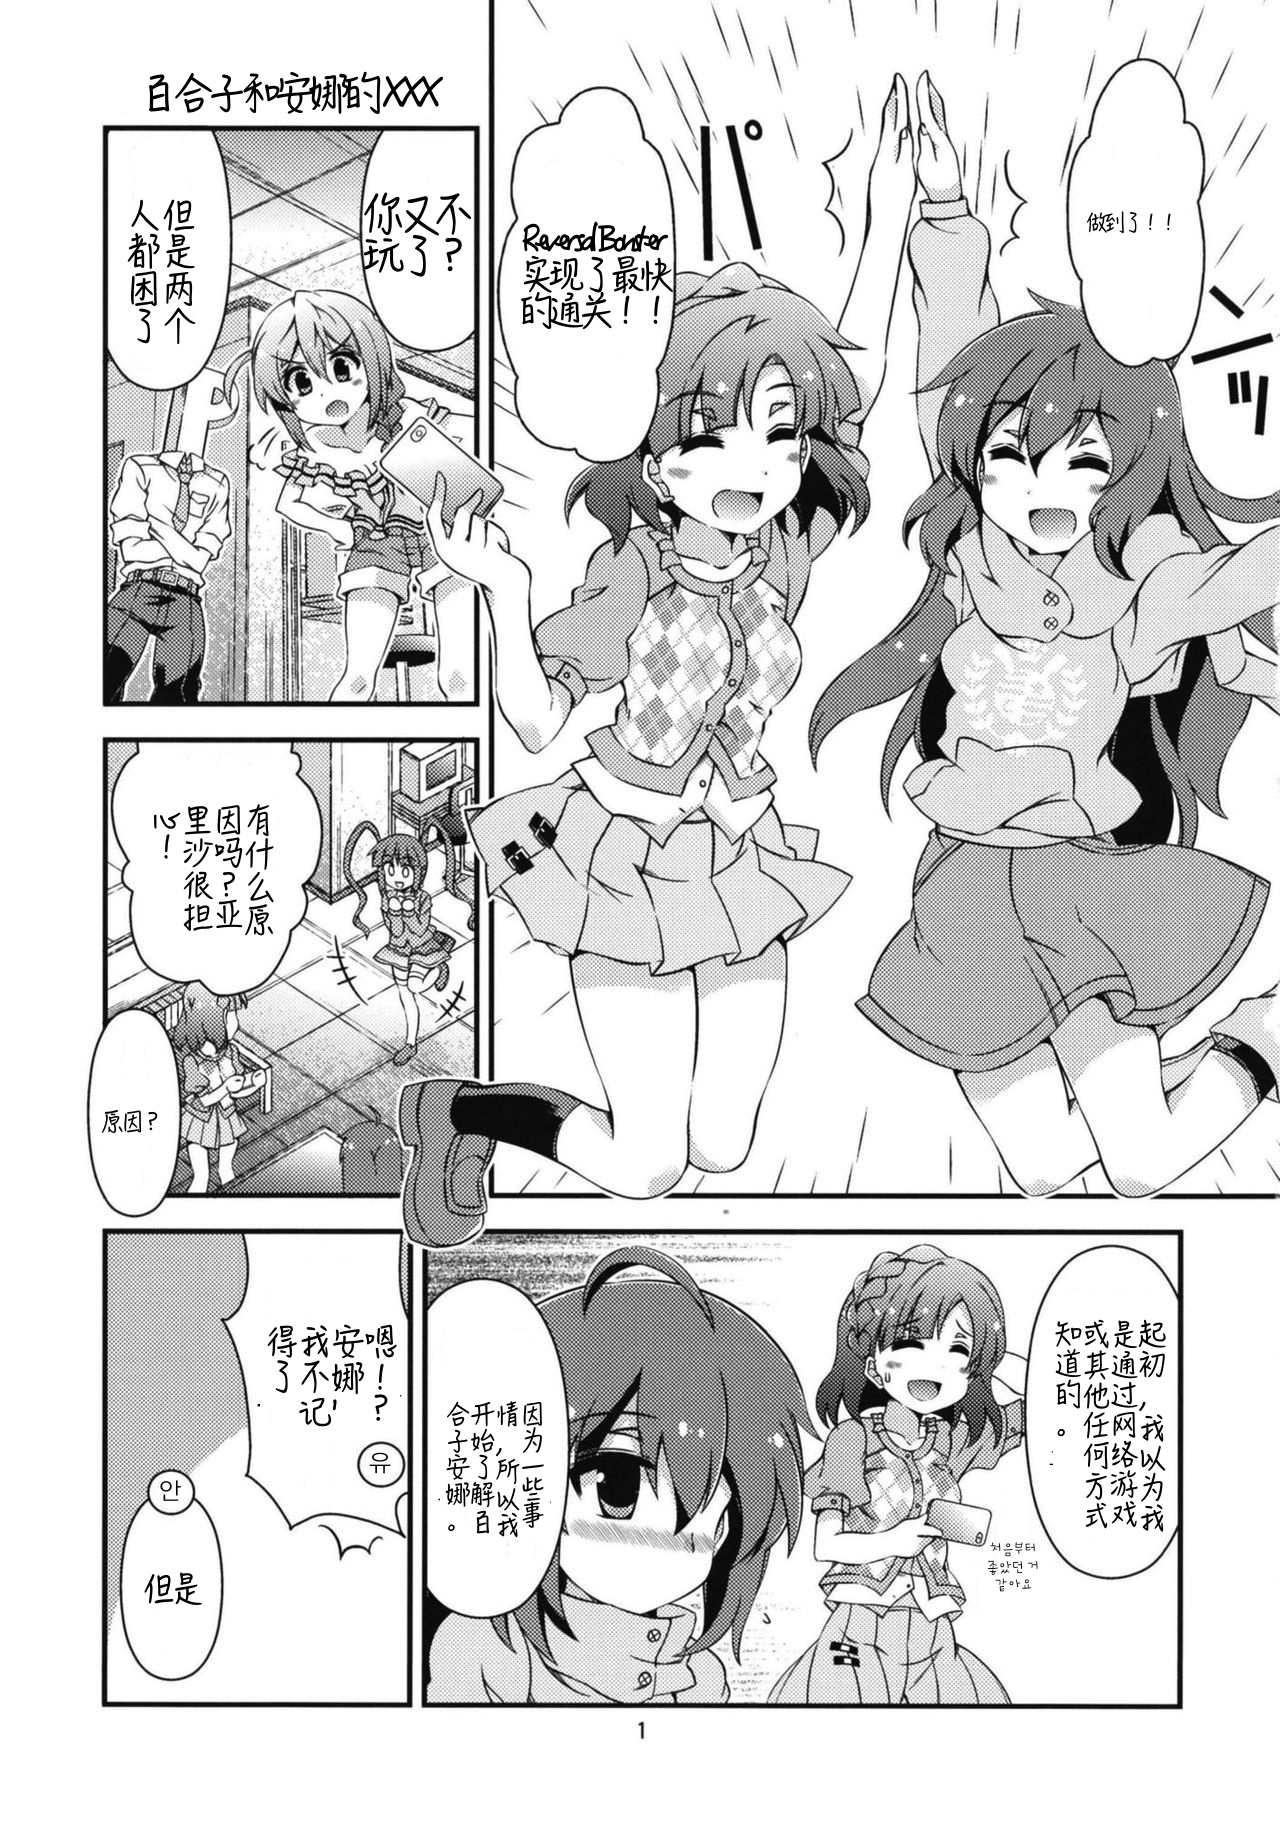 百合子和安娜的XXX
做到了！！
ReversalBonster
实现了最快
的通关！！
你又不
玩了？
但是两个
人都困了
有什么原
因吗？亚
里沙很担
心！
原因？
起初，我以为我
是通过网络游戏
或其他任何方式
知道的。
처음부터
좋았던 거
같아요
因为一些事
情，所以我
开始了解百
合子安娜。
嗯！？
安娜，
我不记
得了
유
안
但是
1